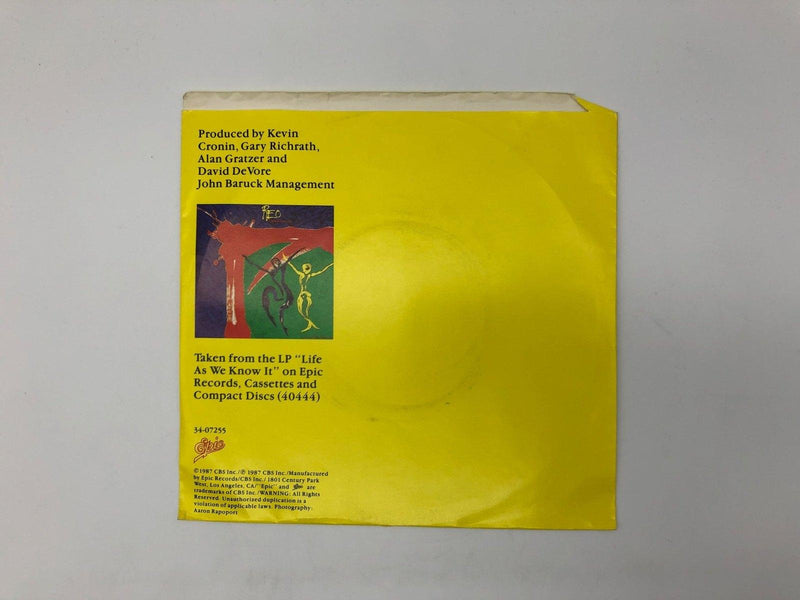 Produced by Kevin
Cronin, Gary Richrath,
Alan Gratzer and
David DeVore
John Baruck Management
REO
Taken from the LP "Life
As We Know It" on Epic
Records, Cassettes and
Compact Discs (40444)
34-07255
Epic
©1987 CBS Inc./℗ 1987 CBS Inc./Manufactured
by Epic Records/CBS Inc./ 1801 Century Park
West, Los Angeles, CA/"Epic" and Epic are
trademarks of CBS Inc./WARNING: All Rights
Reserved. Unauthorized duplication is a
violation of applicable laws. Photography:
Aaron Rapoport